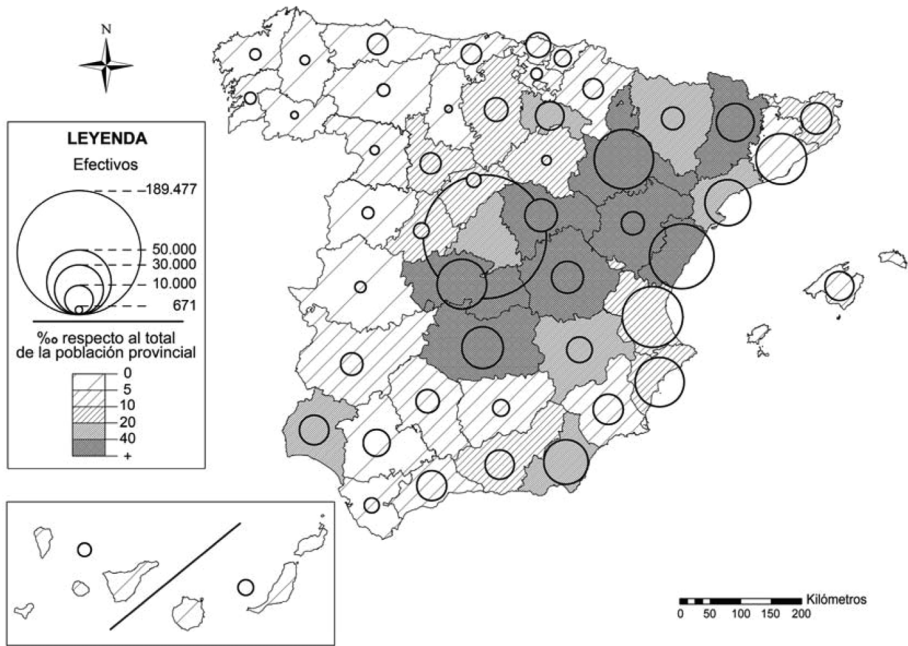 N
LEYENDA
Efectivos
189.477
50.000
30.000
10.000
671
‰ respecto al total
de la población provincial
0
5
10
20
40
+
Kilómetros
0 50 100 150 200